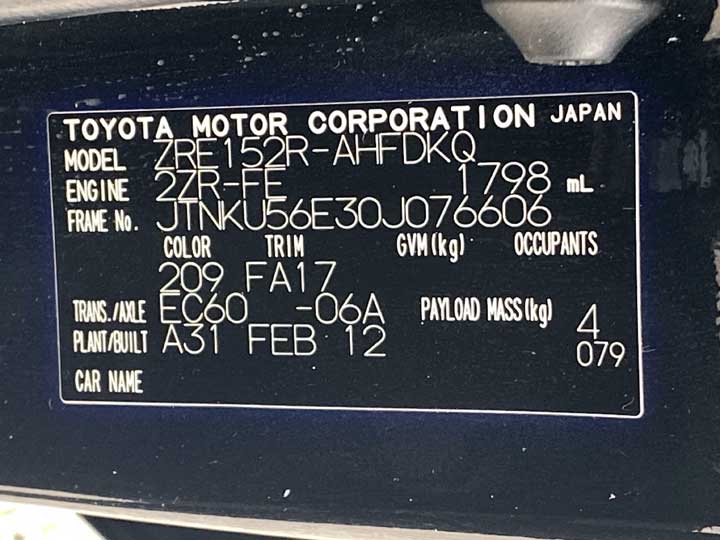 TOYOTA MOTOR CORPORATION JAPAN
MODEL ZRE152R-AHFDKQ
ENGINE 2ZR-FE 1798 mL
FRAME No. JTNKU56E30J076606
COLOR TRIM GVM(kg) OCCUPANTS
209 FA17
TRANS./AXLE EC60 -06A PAYLOAD MASS(kg) 4
PLANT/BUILT A31 FEB 12 079
CAR NAME